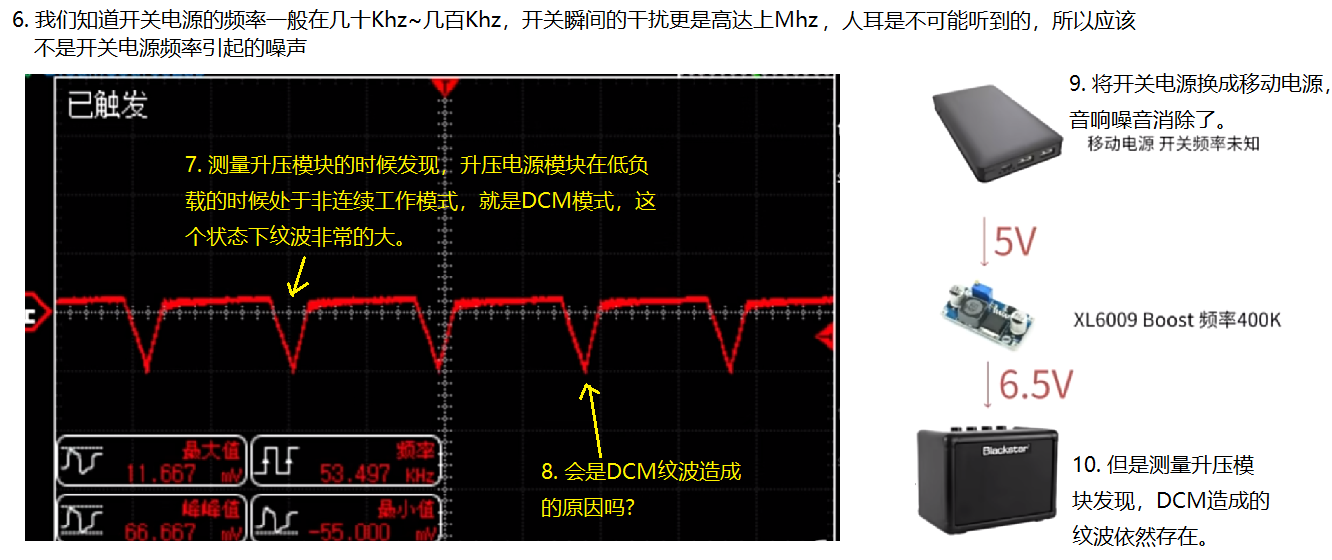 6. 我们知道开关电源的频率一般在几十Khz~几百Khz，开关瞬间的干扰更是高达上Mhz，人耳是不可能听到的，所以应该
不是开关电源频率引起的噪声
已触发
7. 测量升压模块的时候发现，升压电源模块在低负
载的时候处于非连续工作模式，就是DCM模式，这
个状态下纹波非常的大。
8. 会是DCM纹波造成
的原因吗?
最大值
11.667 mV
频率
53.497 KHz
峰峰值
66.667 mV
最小值
-55.000 mV
9. 将开关电源换成移动电源，
音响噪音消除了。
移动电源 开关频率未知
5V
XL6009 Boost 频率400K
6.5V
Blackstar
10. 但是测量升压模
块发现，DCM造成的
纹波依然存在。